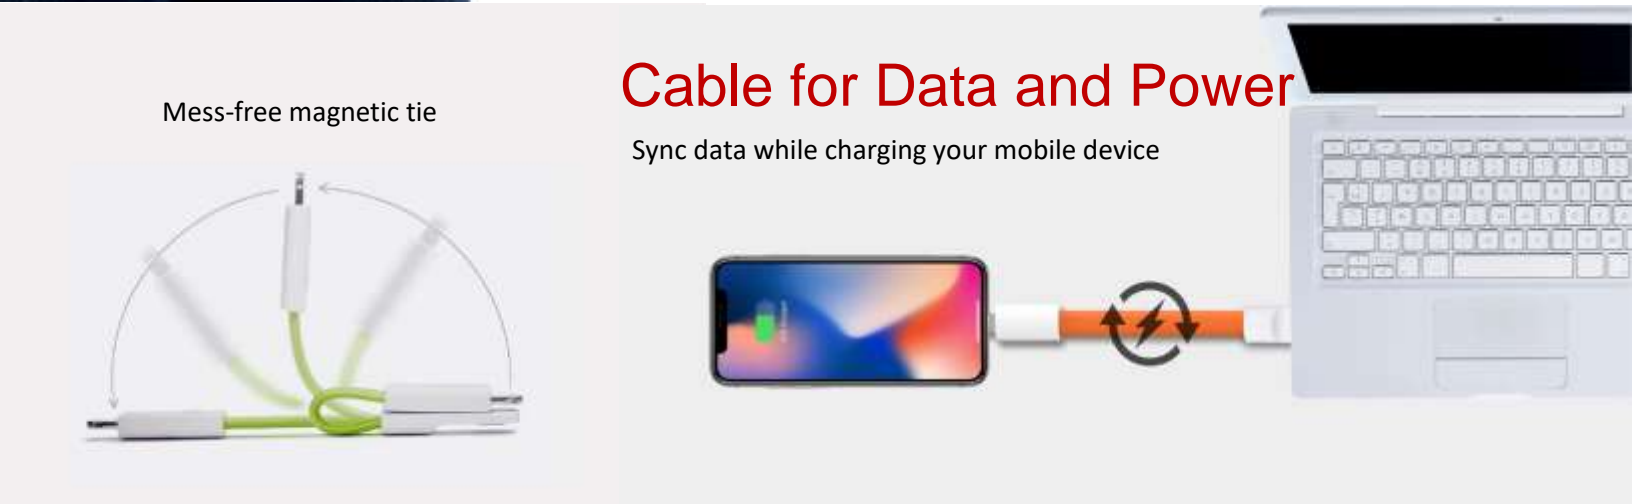 Mess-free magnetic tie
Cable for Data and Power
Sync data while charging your mobile device